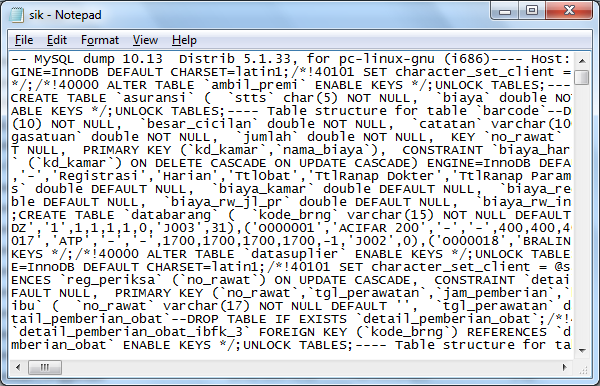 sik - Notepad
File Edit Format View Help
-- MySQL dump 10.13  Distrib 5.1.33, for pc-linux-gnu (i686)---- Host:
GINE=InnoDB DEFAULT CHARSET=latin1;/*!40101 SET character_set_client =
*/;/*!40000 ALTER TABLE `ambil_premi` ENABLE KEYS */;UNLOCK TABLES;----
CREATE TABLE `asuransi` (  `stts` char(5) NOT NULL,  `biaya` double NO
ABLE KEYS */;UNLOCK TABLES;---- Table structure for table `barcode`--D
(10) NOT NULL,  `besar_cicilan` double NOT NULL,  `catatan` varchar(10
gasatuan` double NOT NULL,  `jumlah` double NOT NULL,  KEY `no_rawat`
T NULL,  PRIMARY KEY (`kd_kamar`,`nama_biaya`),  CONSTRAINT `biaya_har
` (`kd_kamar`) ON DELETE CASCADE ON UPDATE CASCADE) ENGINE=InnoDB DEFA
,'-','Registrasi','Harian','TtlObat','TtlRanap Dokter','TtlRanap Param
s` double DEFAULT NULL,  `biaya_kamar` double DEFAULT NULL,  `biaya_re
ble DEFAULT NULL,  `biaya_rw_jl_pr` double DEFAULT NULL,  `biaya_rw_in
;CREATE TABLE `databarang` (  `kode_brng` varchar(15) NOT NULL DEFAULT
DZ','1',1,1,1,0,'J003',31),('O000001','ACIFAR 200','-','-',400,400,4
017','ATP','-','-',1700,1700,1700,1700,-1,'J002',0),('O000018','BRALIN
KEYS */;/*!40000 ALTER TABLE `datasuplier` ENABLE KEYS */;UNLOCK TABLE
E=InnoDB DEFAULT CHARSET=latin1;/*!40101 SET character_set_client = @s
ENCES `reg_periksa` (`no_rawat`) ON UPDATE CASCADE,  CONSTRAINT `detai
FAULT NULL,  PRIMARY KEY (`no_rawat`,`tgl_perawatan`,`jam_pemberian`,`
ibu` (  `no_rawat` varchar(17) NOT NULL DEFAULT '',  `tgl_perawatan` d
tail_pemberian_obat`--DROP TABLE IF EXISTS `detail_pemberian_obat`;/*!4
`detail_pemberian_obat_ibfk_3` FOREIGN KEY (`kode_brng`) REFERENCES `d
mberian_obat` ENABLE KEYS */;UNLOCK TABLES;---- Table structure for ta